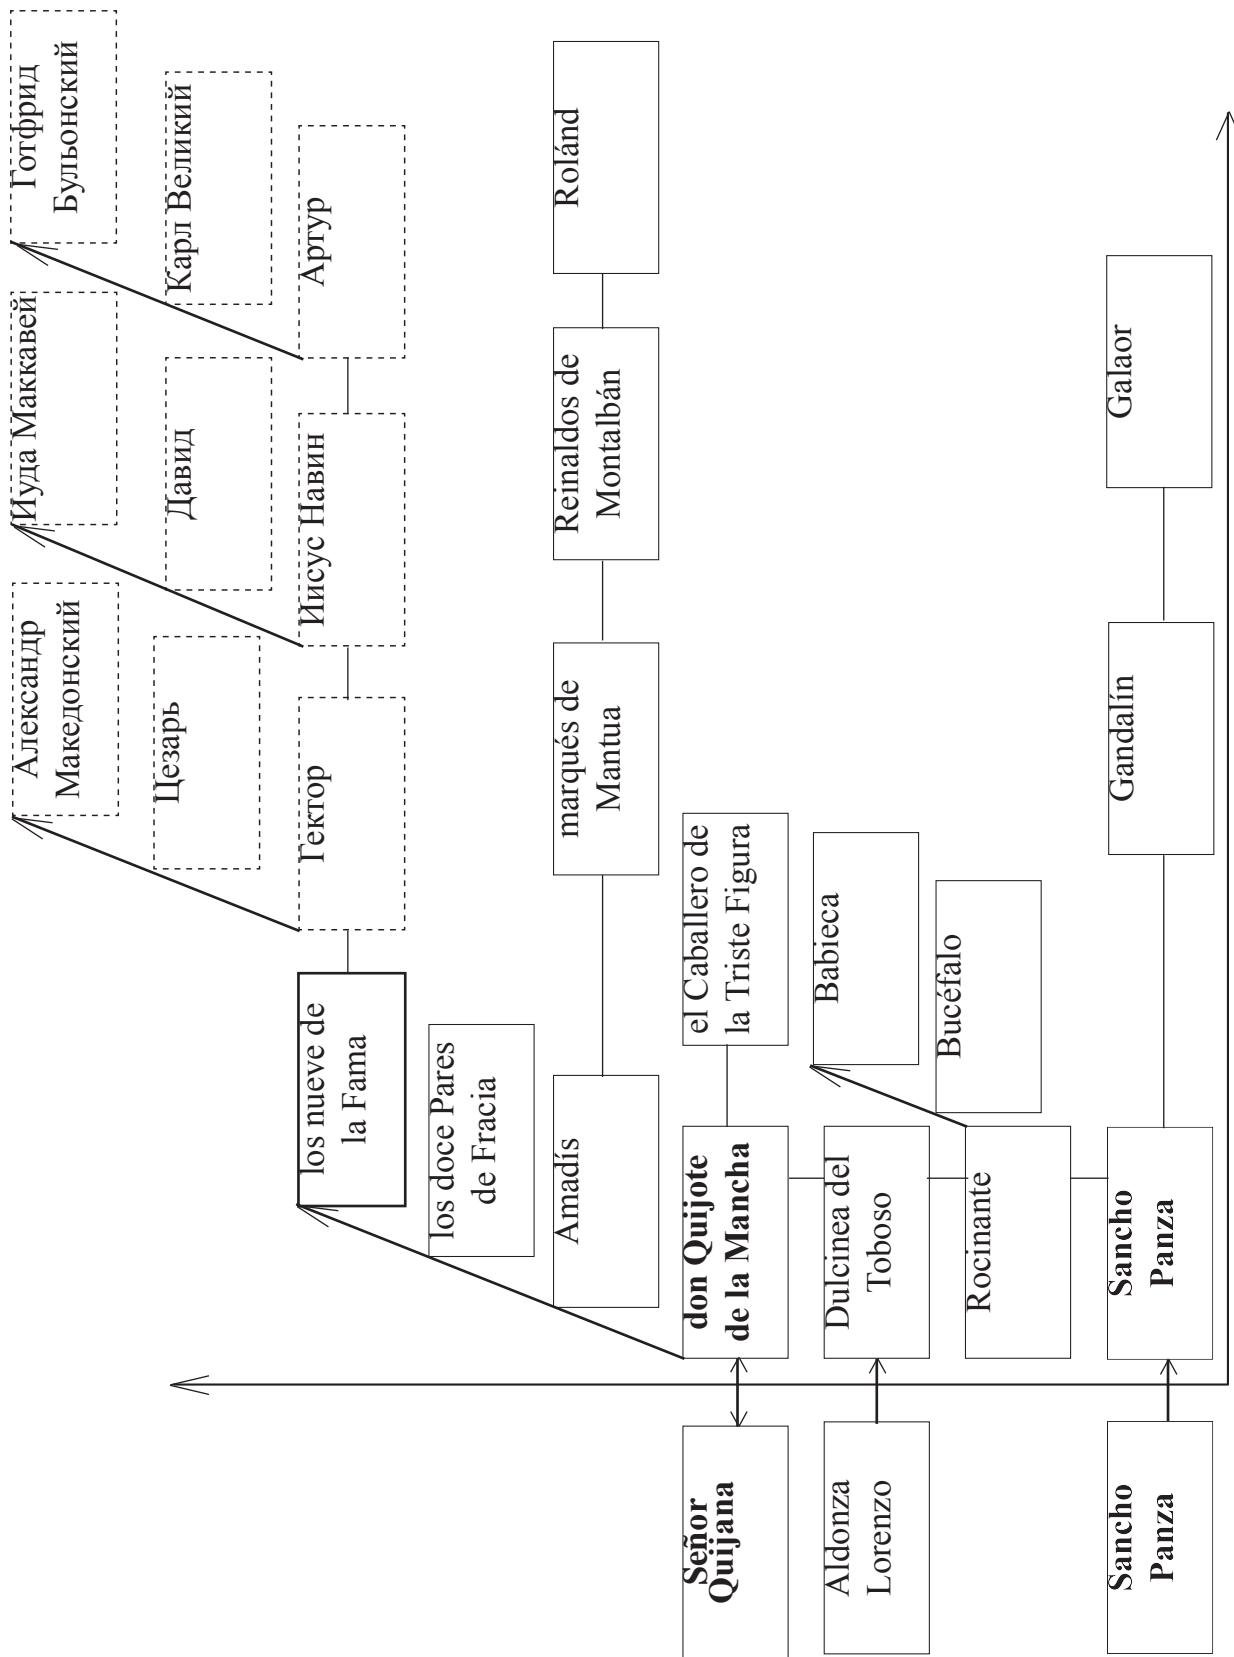 Александр
Македонский
Иуда Маккавей
Готфрид
Бульонский
Цезарь
Давид
Карл Великий
los nueve de
la Fama
Гектор
Иисус Навин
Артур
los doce Pares
de Fracia
Amadís
marqués de
Mantua
Reinaldos de
Montalbán
Rolánd
Señor
Quijana
don Quijote
de la Mancha
el Caballero de
la Triste Figura
Babieca
Aldonza
Lorenzo
Dulcinea del
Toboso
Bucéfalo
Rocinante
Sancho
Panza
Sancho
Panza
Gandalín
Galaor